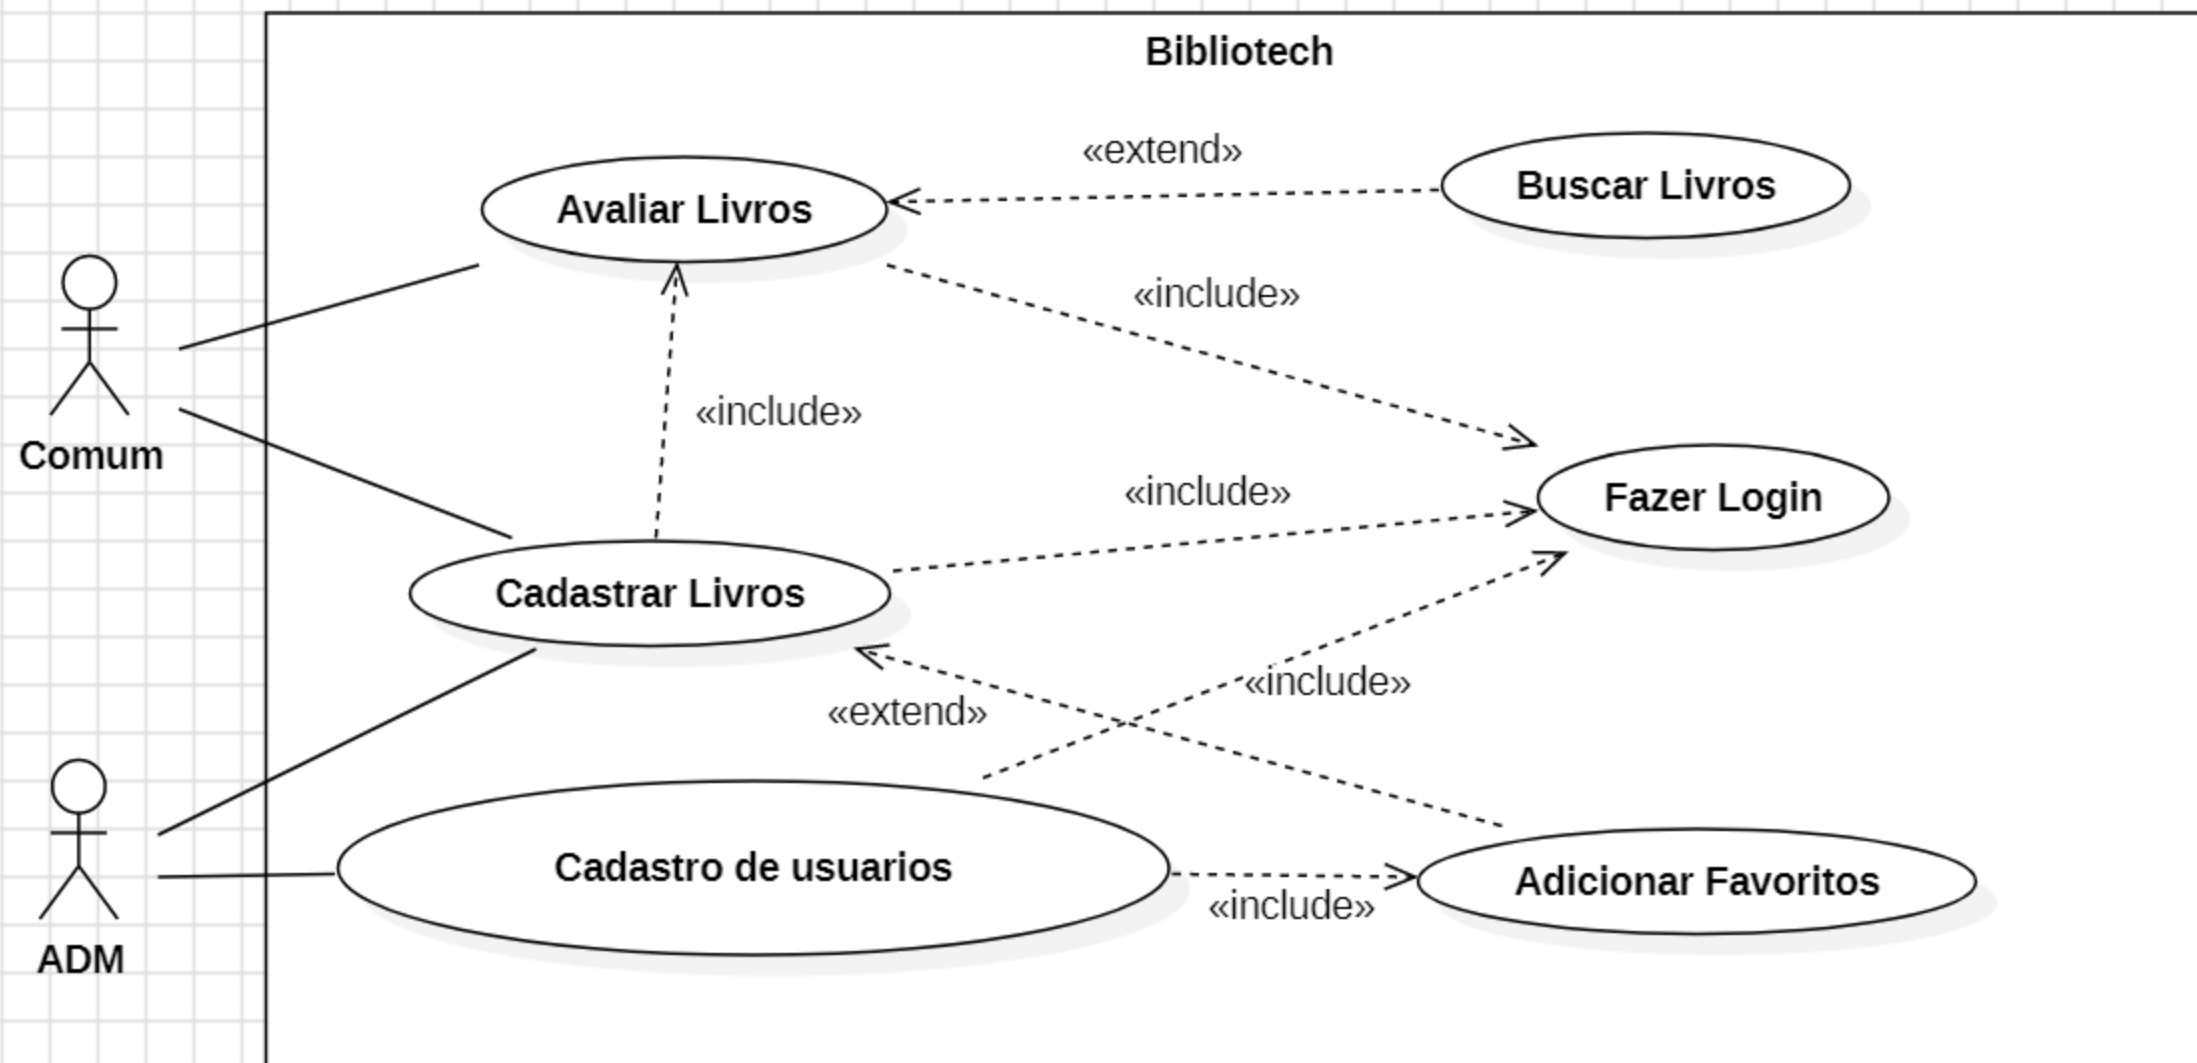 Bibliotech
«extend»
Buscar Livros
Avaliar Livros
«include»
«include»
Comum
«include»
Fazer Login
Cadastrar Livros
«include»
«extend»
Cadastro de usuarios
Adicionar Favoritos
«include»
ADM